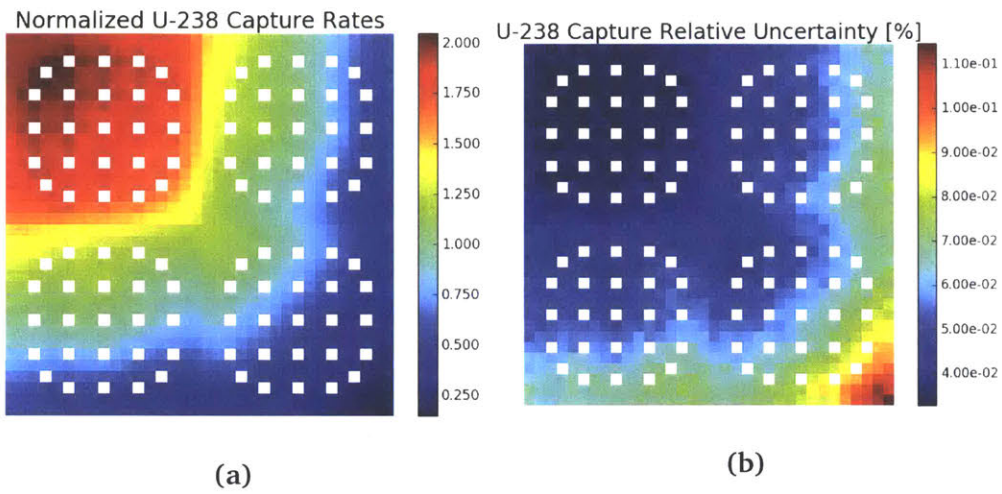 Normalized U-238 Capture Rates
2.000
1.750
1.500
1.250
1.000
0.750
0.500
0.250
(a)
U-238 Capture Relative Uncertainty [%]
1.10e-01
1.00e-01
9.00e-02
8.00e-02
7.00e-02
6.00e-02
5.00e-02
4.00e-02
(b)